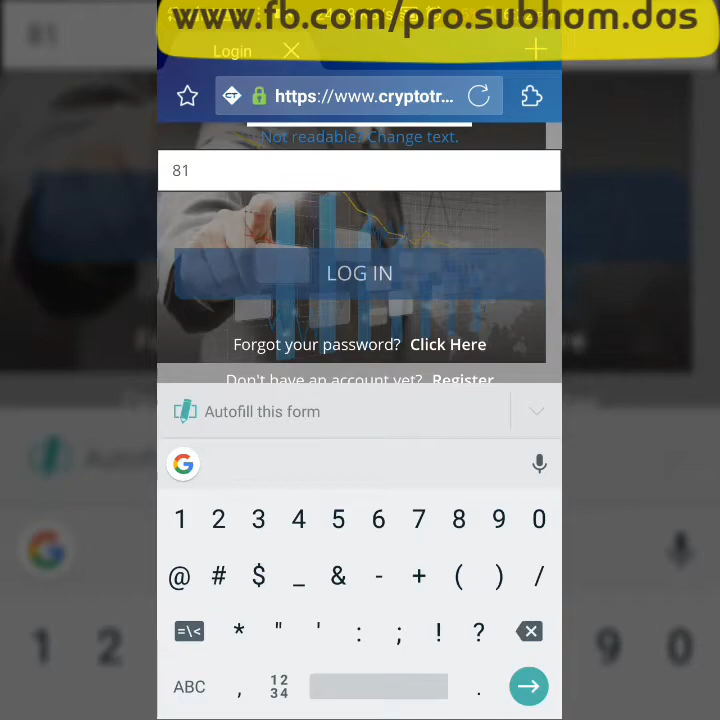 www.fb.com/pro.subham.das
Login
CT https://www.cryptotr...
Not readable? Change text.
81
LOG IN
Forgot your password? Click Here
Don't have an account yet? Register
Autofill this form
G
1 2 3 4 5 6 7 8 9 0
@ # $ _ & - + ( ) /
=\< * " ' : ; ! ?
ABC , 12 34 .